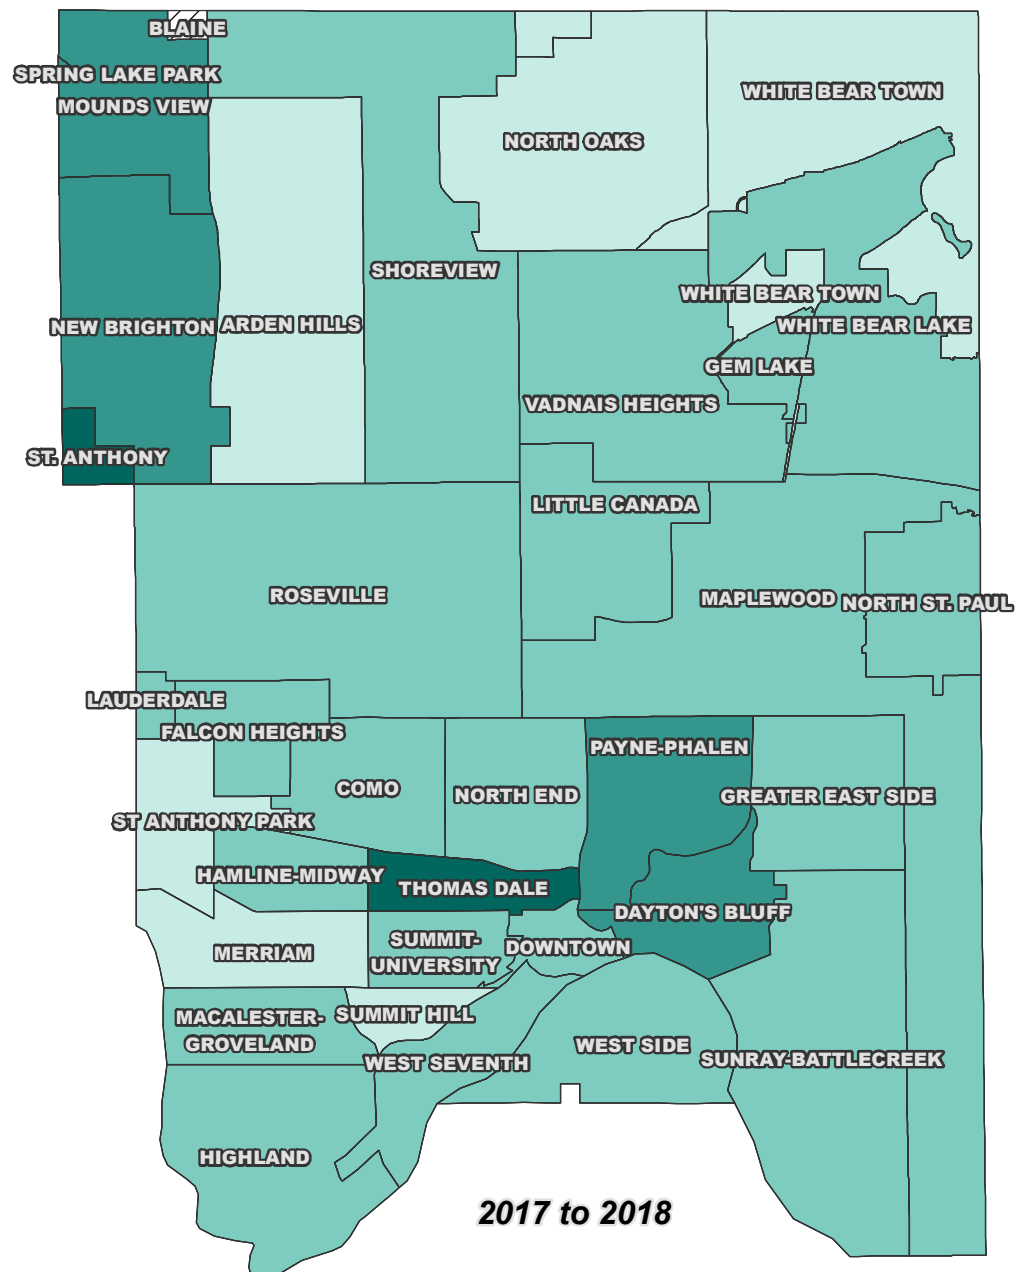 BLAINE
SPRING LAKE PARK
WHITE BEAR TOWN
MOUNDS VIEW
NORTH OAKS
SHOREVIEW
WHITE BEAR TOWN
NEW BRIGHTON
ARDEN HILLS
WHITE BEAR LAKE
GEM LAKE
VADNAIS HEIGHTS
ST. ANTHONY
LITTLE CANADA
ROSEVILLE
MAPLEWOOD
NORTH ST. PAUL
LAUDERDALE
FALCON HEIGHTS
PAYNE-PHALEN
COMO
NORTH END
GREATER EAST SIDE
ST ANTHONY PARK
HAMLINE-MIDWAY
THOMAS DALE
DAYTON'S BLUFF
MERRIAM
SUMMIT-
UNIVERSITY
DOWNTOWN
MACALESTER-
GROVELAND
SUMMIT HILL
WEST SIDE
SUNRAY-BATTLECREEK
WEST SEVENTH
HIGHLAND
2017 to 2018